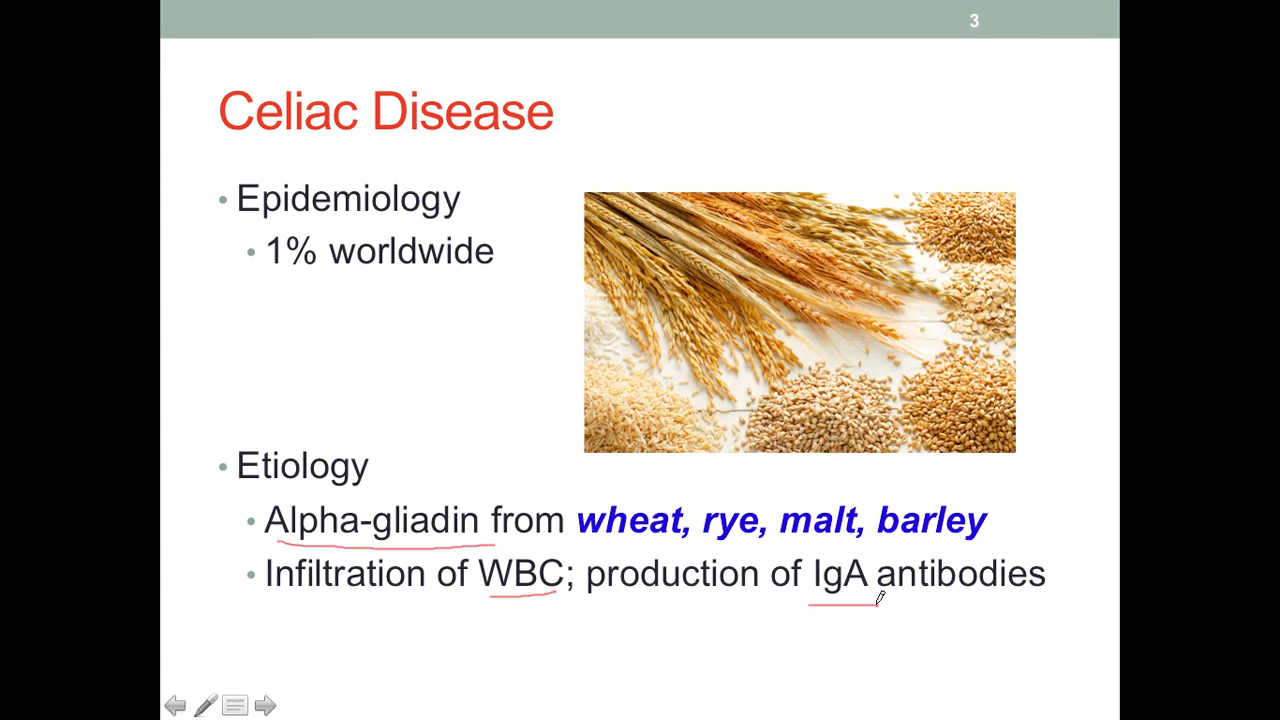 3
Celiac Disease
• Epidemiology
• 1% worldwide
• Etiology
• Alpha-gliadin from wheat, rye, malt, barley
• Infiltration of WBC; production of IgA antibodies